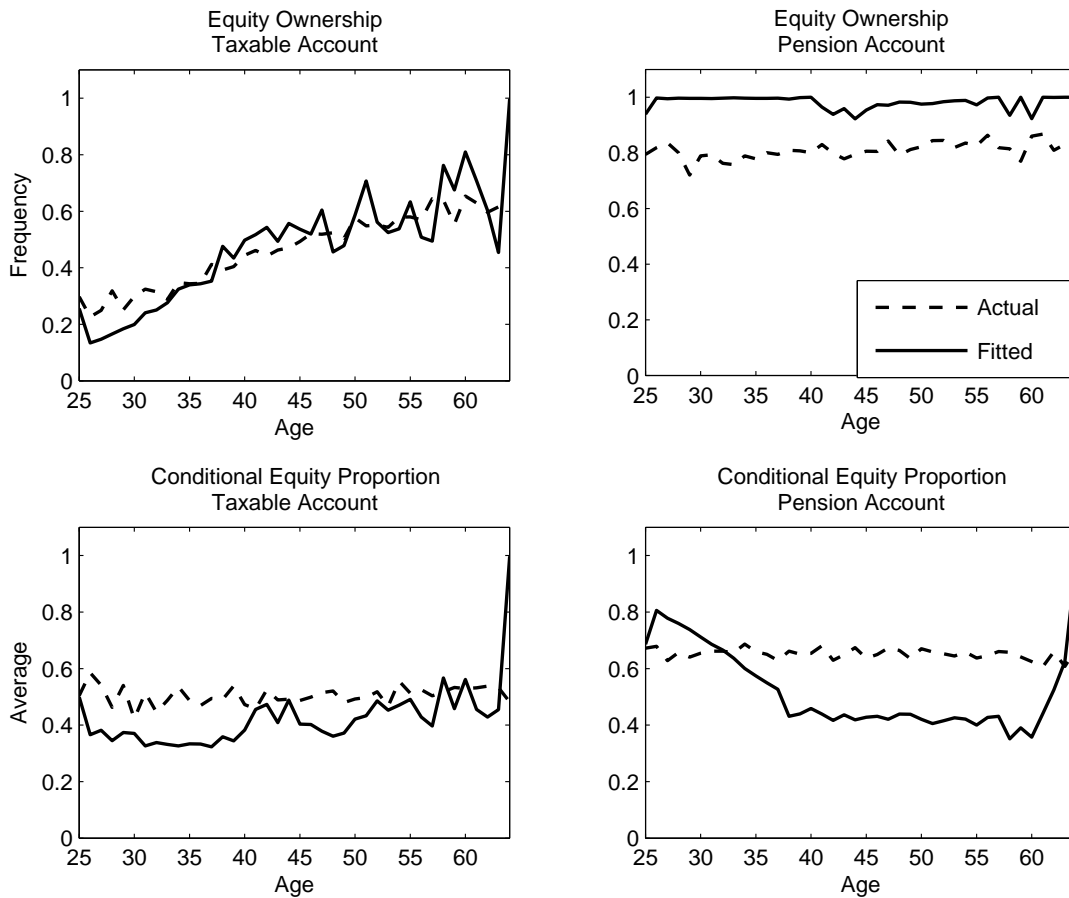 Equity Ownership
Taxable Account
1
0.8
0.6
0.4
0.2
0
Frequency
25 30 35 40 45 50 55 60
Age
Equity Ownership
Pension Account
1
0.8
0.6
0.4
0.2
0
Actual
Fitted
25 30 35 40 45 50 55 60
Age
Conditional Equity Proportion
Taxable Account
1
0.8
0.6
0.4
0.2
0
Average
25 30 35 40 45 50 55 60
Age
Conditional Equity Proportion
Pension Account
1
0.8
0.6
0.4
0.2
0
25 30 35 40 45 50 55 60
Age